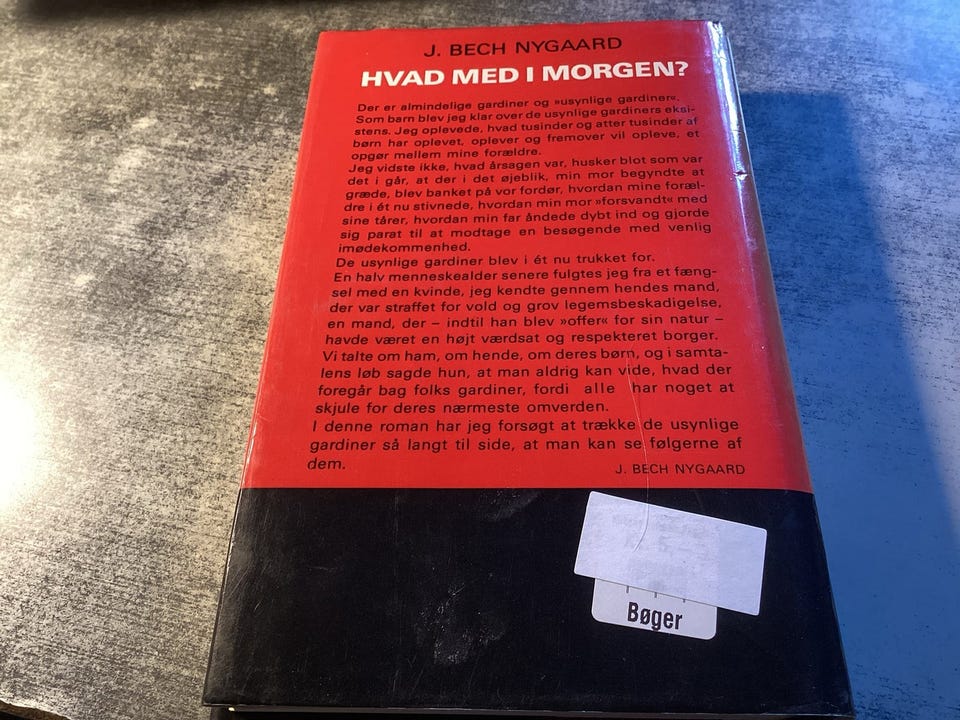 J. BECH NYGAARD
HVAD MED I MORGEN?
Der er almindelige gardiner og »usynlige gardiner«.
Som barn blev jeg klar over de usynlige gardiners eksi-
stens. Jeg oplevede, hvad tusinder og atter tusinder af
børn har oplevet, oplever og fremover vil opleve, et
opgør mellem mine forældre.
Jeg vidste ikke, hvad årsagen var, husker blot som var
det i går, at der i det øjeblik, min mor begyndte at
græde, blev banket på vor fordør, hvordan mine foræl-
dre i ét nu stivnede, hvordan min mor »forsvandt« med
sine tårer, hvordan min far åndede dybt ind og gjorde
sig parat til at modtage en besøgende med venlig
imødekommenhed.
De usynlige gardiner blev i ét nu trukket for.
En halv menneskealder senere fulgtes jeg fra et fæng-
sel med en kvinde, jeg kendte gennem hendes mand,
der var straffet for vold og grov legemsbeskadigelse,
en mand, der – indtil han blev »offer« for sin natur –
havde været en højt værdsat og respekteret borger.
Vi talte om ham, om hende, om deres børn, og i samta-
lens løb sagde hun, at man aldrig kan vide, hvad der
foregår bag folks gardiner, fordi alle har noget at
skjule for deres nærmeste omverden.
I denne roman har jeg forsøgt at trække de usynlige
gardiner så langt til side, at man kan se følgerne af
dem.
J. BECH NYGAARD
Bøger